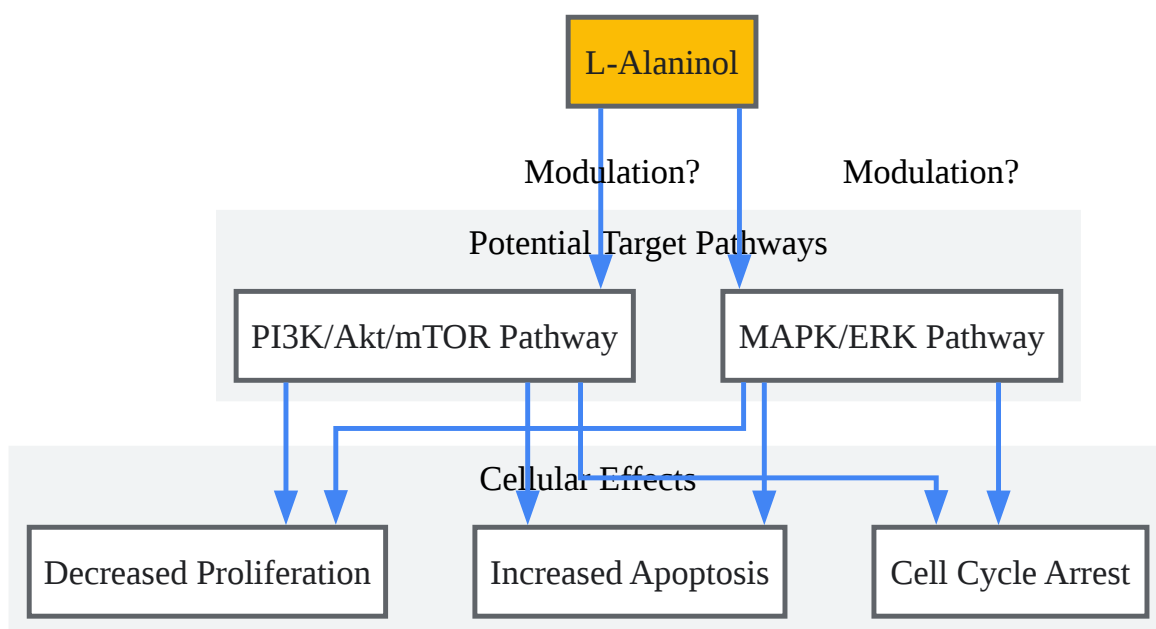 L-Alaninol
Modulation?
Modulation?
Potential Target Pathways
PI3K/Akt/mTOR Pathway
MAPK/ERK Pathway
Cellular Effects
Decreased Proliferation
Increased Apoptosis
Cell Cycle Arrest